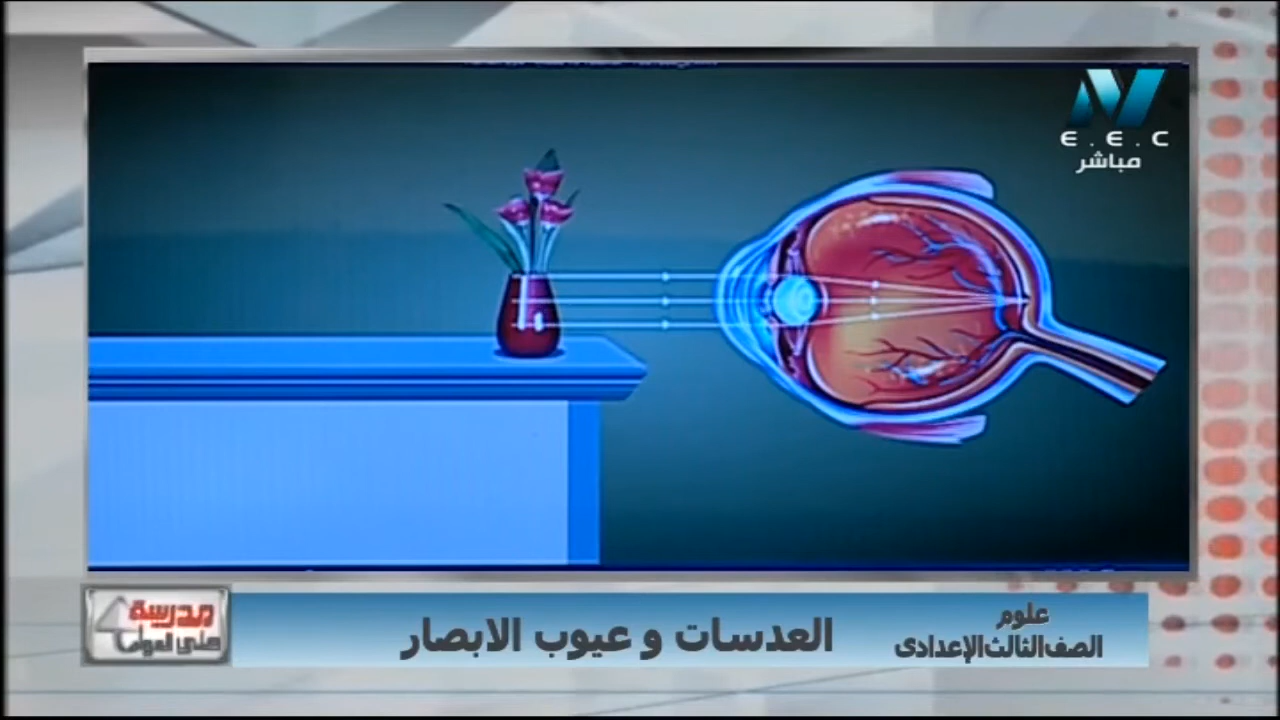 E.E.C
مباشر
علوم
الصف الثالث الإعدادى
العدسات و عيوب الابصار
مدرسة
على الهواء